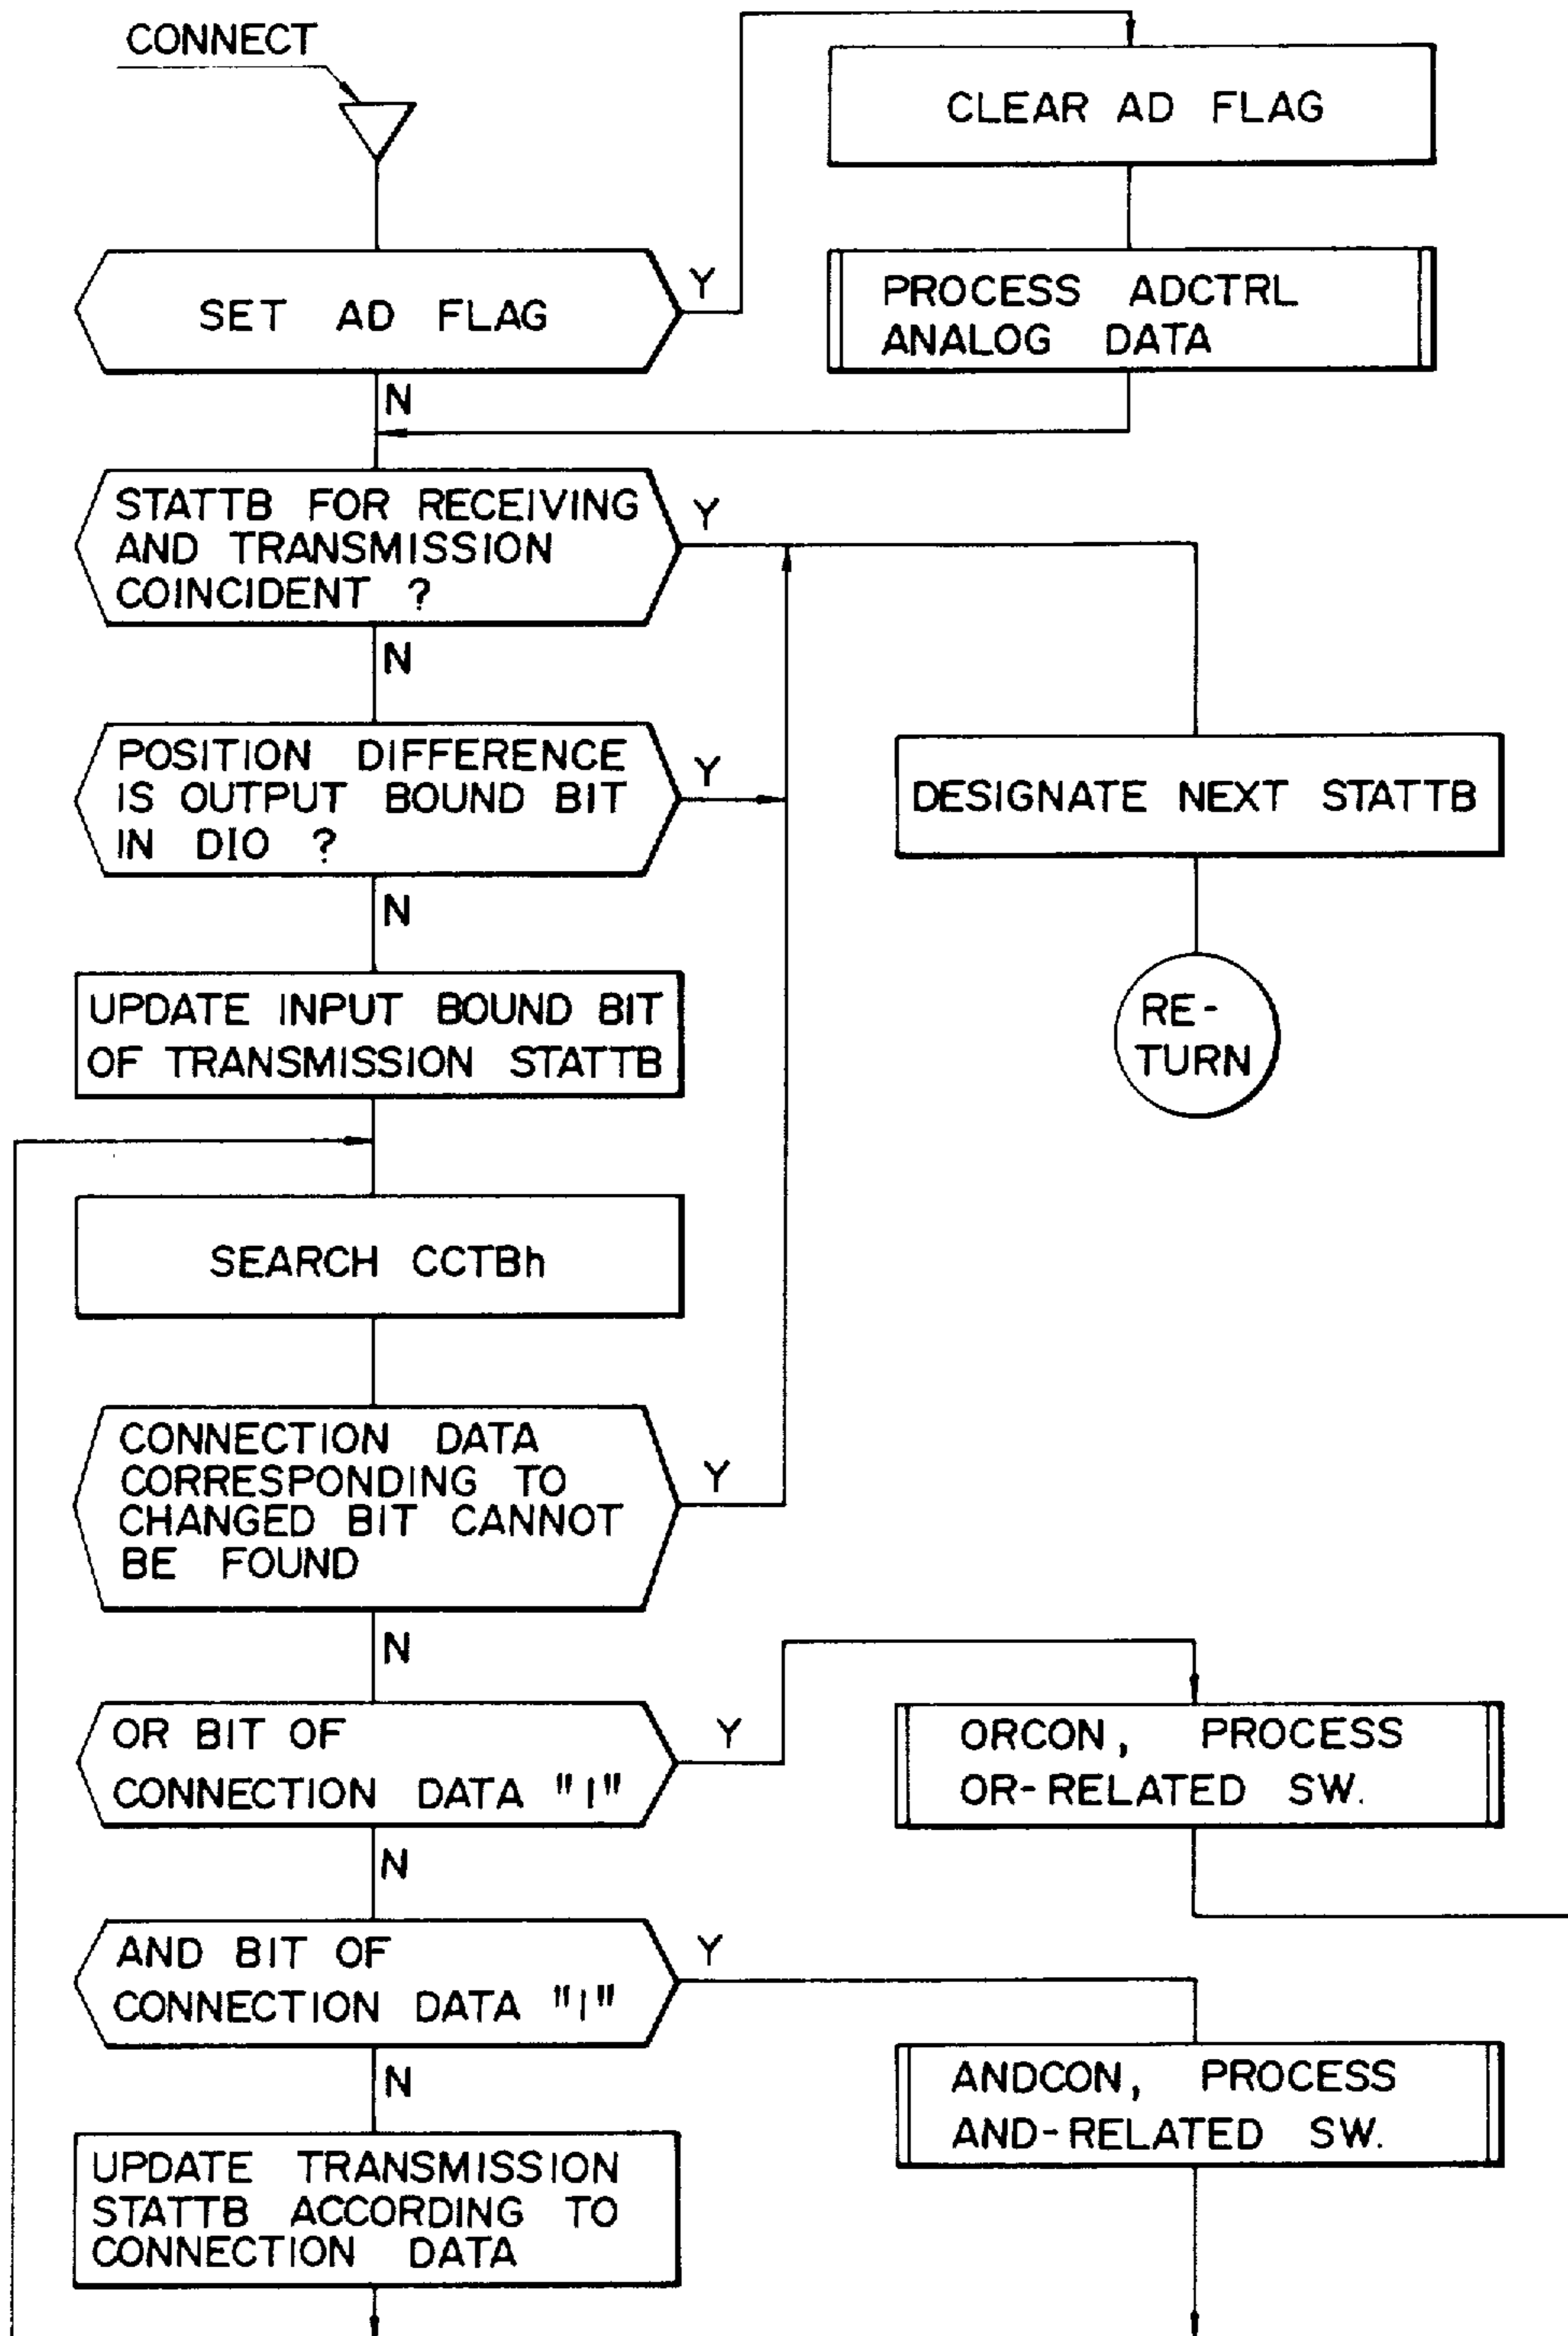 CONNECT
CLEAR AD FLAG
SET AD FLAG
Y
PROCESS ADCTRL
ANALOG DATA
N
STATTB FOR RECEIVING
AND TRANSMISSION
COINCIDENT ?
Y
N
POSITION DIFFERENCE
IS OUTPUT BOUND BIT
IN DIO ?
Y
DESIGNATE NEXT STATTB
N
UPDATE INPUT BOUND BIT
OF TRANSMISSION STATTB
RE-
TURN
SEARCH CCTBh
CONNECTION DATA
CORRESPONDING TO
CHANGED BIT CANNOT
BE FOUND
Y
N
OR BIT OF
CONNECTION DATA "1"
Y
ORCON, PROCESS
OR-RELATED SW.
N
AND BIT OF
CONNECTION DATA "1"
Y
N
ANDCON, PROCESS
AND-RELATED SW.
UPDATE TRANSMISSION
STATTB ACCORDING TO
CONNECTION DATA